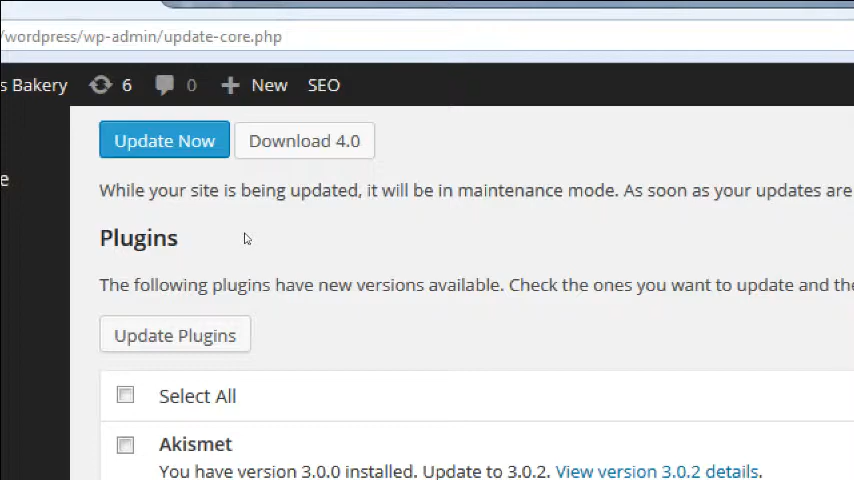 /wordpress/wp-admin/update-core.php
s Bakery 6 0 New SEO
Update Now Download 4.0
e
While your site is being updated, it will be in maintenance mode. As soon as your updates are
Plugins
The following plugins have new versions available. Check the ones you want to update and the
Update Plugins
Select All
Akismet
You have version 3.0.0 installed. Update to 3.0.2. View version 3.0.2 details.